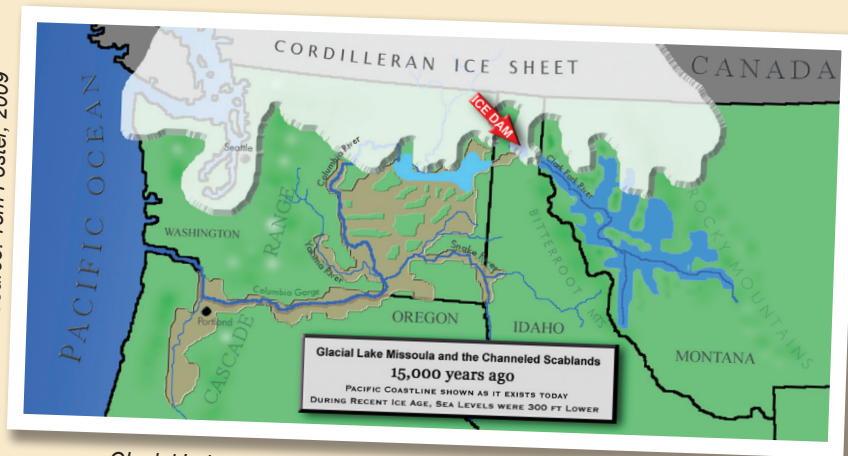 CORDILLERAN ICE SHEET
CANADA
ICE DAM
PACIFIC OCEAN
Seattle
Columbia River
Clark Fork River
WASHINGTON
RANGE
CASCADE
Yakima River
Snake River
BITTERROOT MTS
ROCKY MOUNTAINS
Columbia Gorge
Portland
OREGON
IDAHO
MONTANA
Glacial Lake Missoula and the Channeled Scablands
15,000 years ago
PACIFIC COASTLINE SHOWN AS IT EXISTS TODAY
DURING RECENT ICE AGE, SEA LEVELS WERE 300 FT LOWER
Tom Foster, 2009